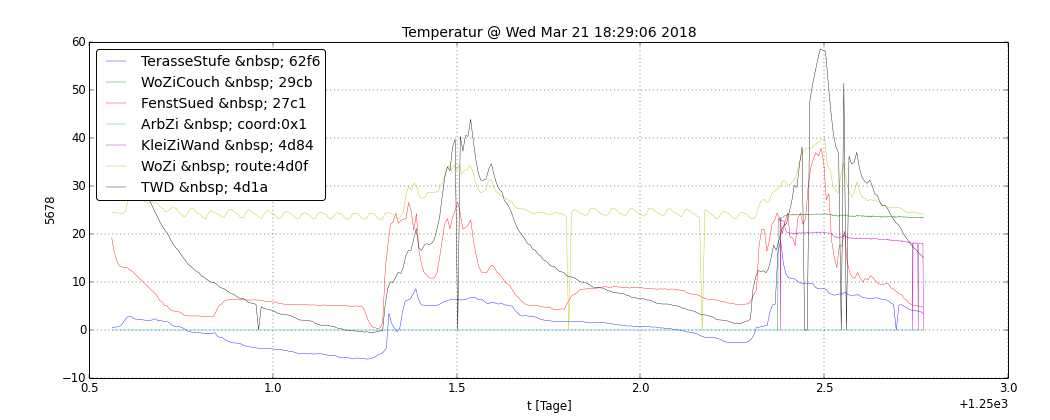 Temperatur @ Wed Mar 21 18:29:06 2018
60
50
40
30
20
10
0
−10
5678
TerasseStufe &nbsp; 62f6
WoZiCouch &nbsp; 29cb
FenstSued &nbsp; 27c1
ArbZi &nbsp; coord:0x1
KleiZiWand &nbsp; 4d84
WoZi &nbsp; route:4d0f
TWD &nbsp; 4d1a
0.5 1.0 1.5 2.0 2.5 3.0
t [Tage]
+1.25e3